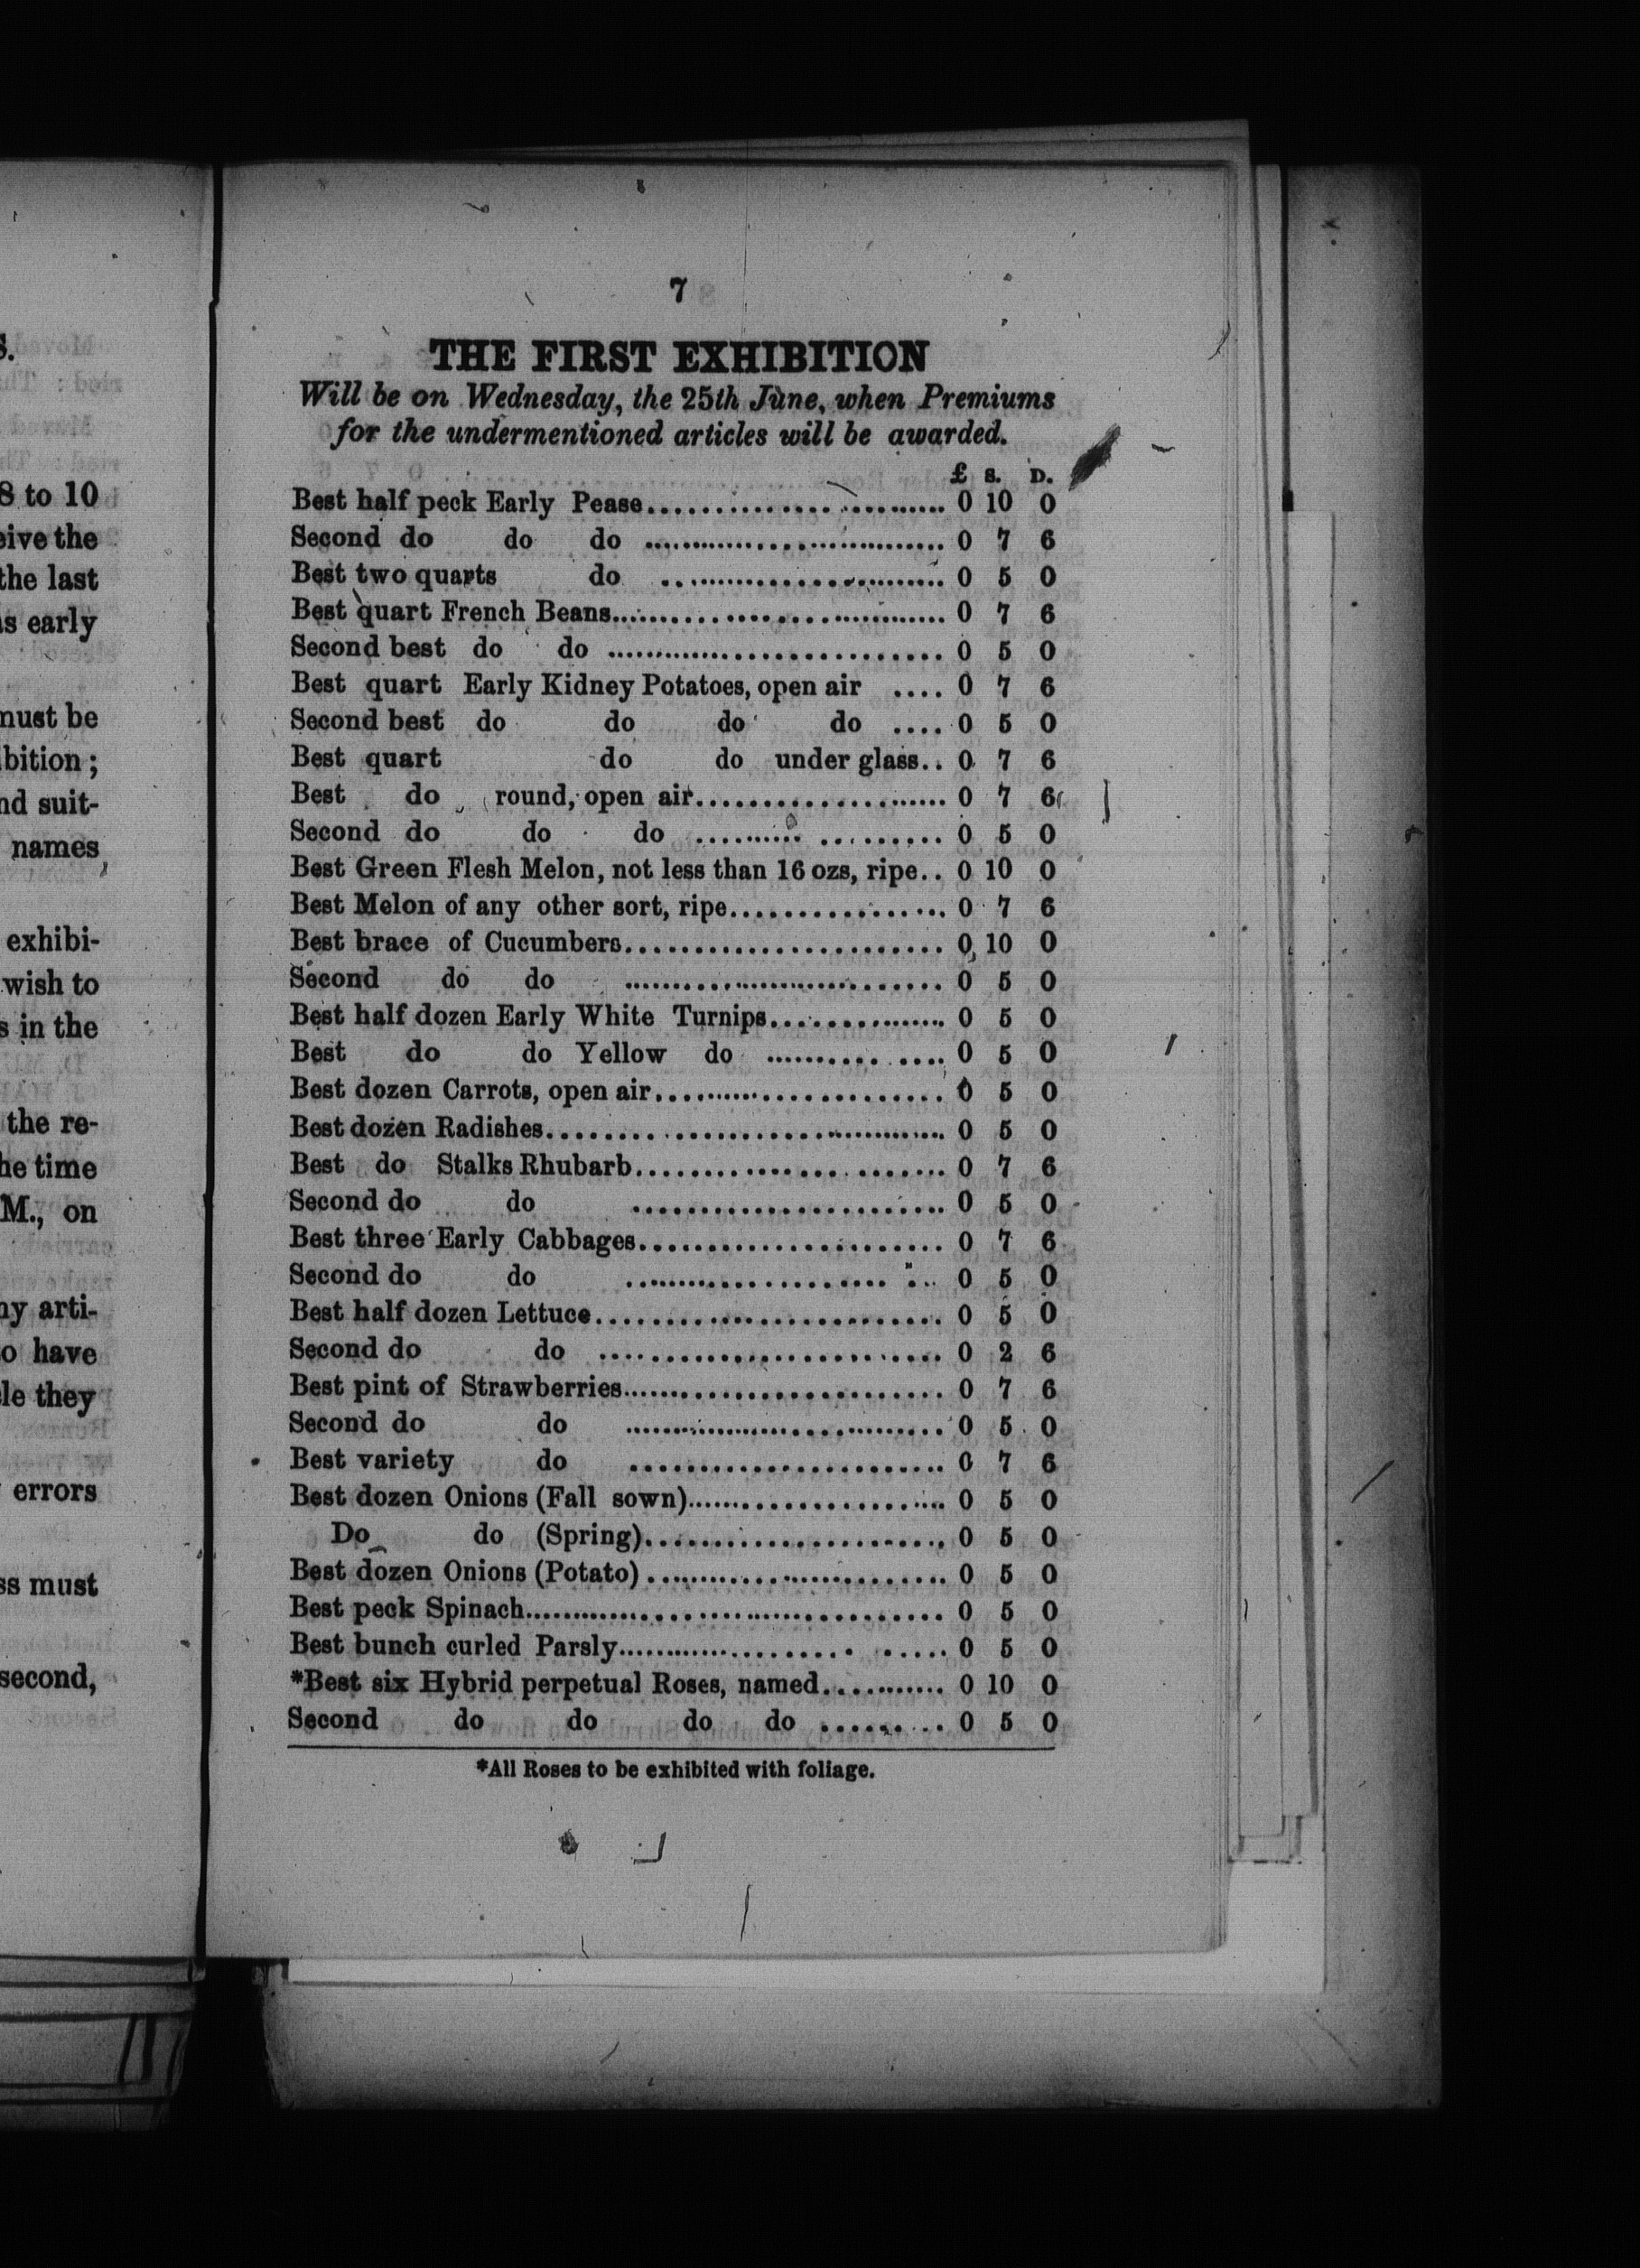 S.
8 to 10
eive the
the last
as early
must be
bition;
nd suit-
names
exhibi-
wish to
s in the
the re-
he time
M., on
ny arti-
o have
le they
errors
ss must
second,
7
THE FIRST EXHIBITION
Will be on Wednesday, the 25th June, when Premiums
for the undermentioned articles will be awarded.
£ S. D.
Best half peck Early Pease.............................. 0 10 0
Second do do do .............................. 0 7 6
Best two quarts do .............................. 0 5 0
Best quart French Beans.............................. 0 7 6
Second best do do .............................. 0 5 0
Best quart Early Kidney Potatoes, open air .... 0 7 6
Second best do do do do .... 0 5 0
Best quart do do under glass.. 0 7 6
Best do round, open air...................... 0 7 6
Second do do do .................... 0 5 0
Best Green Flesh Melon, not less than 16 ozs, ripe.. 0 10 0
Best Melon of any other sort, ripe................ 0 7 6
Best brace of Cucumbers........................ 0 10 0
Second do do .............................. 0 5 0
Best half dozen Early White Turnips............... 0 5 0
Best do do Yellow do ............... 0 5 0
Best dozen Carrots, open air........................ 0 5 0
Best dozen Radishes.............................. 0 5 0
Best do Stalks Rhubarb........................ 0 7 6
Second do do ........................ 0 5 0
Best three Early Cabbages........................ 0 7 6
Second do do ........................ 0 5 0
Best half dozen Lettuce........................ 0 5 0
Second do do ........................ 0 2 6
Best pint of Strawberries........................ 0 7 6
Second do do ........................ 0 5 0
Best variety do ........................ 0 7 6
Best dozen Onions (Fall sown)..................... 0 5 0
Do do (Spring)........................ 0 5 0
Best dozen Onions (Potato)........................ 0 5 0
Best peck Spinach.............................. 0 5 0
Best bunch curled Parsly........................ 0 5 0
*Best six Hybrid perpetual Roses, named........... 0 10 0
Second do do do do .......... 0 5 0
*All Roses to be exhibited with foliage.